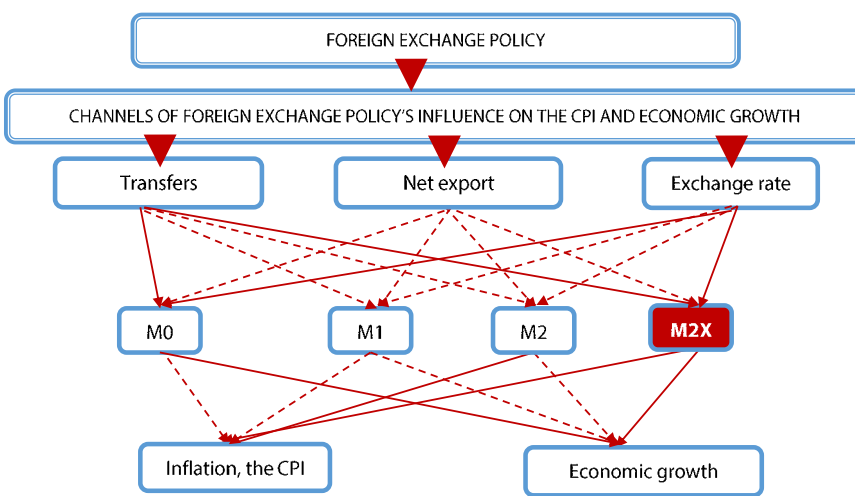 FOREIGN EXCHANGE POLICY
CHANNELS OF FOREIGN EXCHANGE POLICY'S INFLUENCE ON THE CPI AND ECONOMIC GROWTH
Transfers
Net export
Exchange rate
M0
M1
M2
M2X
Inflation, the CPI
Economic growth